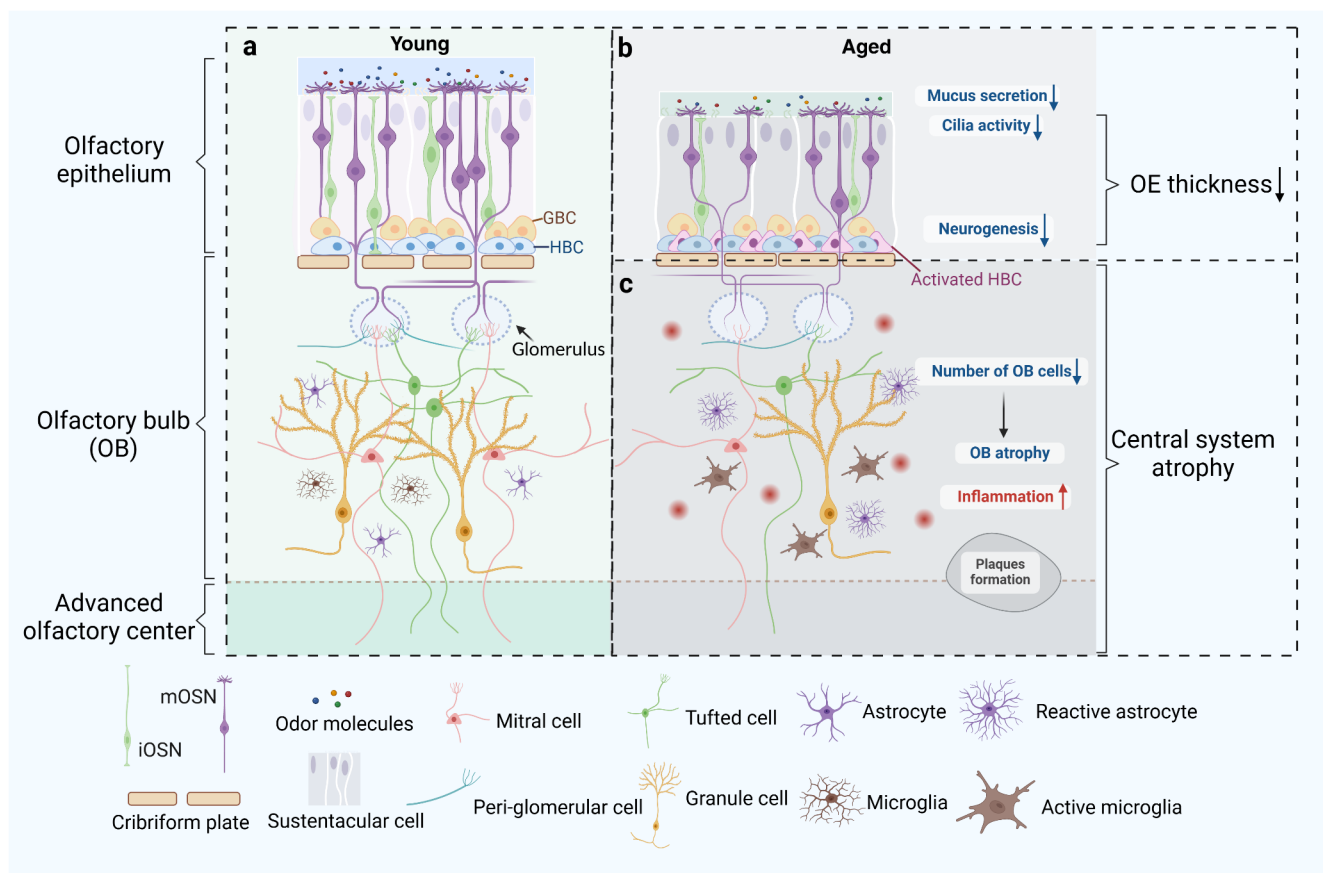 a
Young
b
Aged
Olfactory
epithelium
GBC
HBC
Mucus secretion
Cilia activity
Neurogenesis
OE thickness
Activated HBC
c
Glomerulus
Olfactory bulb
(OB)
Number of OB cells
OB atrophy
Inflammation
Central system
atrophy
Plaques
formation
Advanced
olfactory center
mOSN
iOSN
Odor molecules
Mitral cell
Tufted cell
Astrocyte
Reactive astrocyte
Cribriform plate
Sustentacular cell
Peri-glomerular cell
Granule cell
Microglia
Active microglia